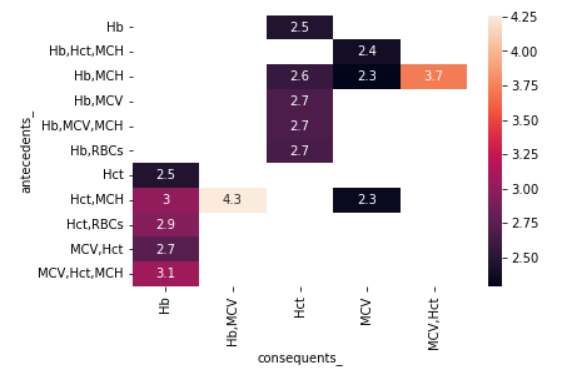 Hb 2.5
Hb,Hct,MCH 2.4
Hb,MCH 2.6 2.3 3.7
Hb,MCV 2.7
Hb,MCV,MCH 2.7
Hb,RBCs 2.7
Hct 2.5
Hct,MCH 3 4.3 2.3
Hct,RBCs 2.9
MCV,Hct 2.7
MCV,Hct,MCH 3.1
antecedents_
Hb
Hb,MCV
Hct
MCV
MCV,Hct
consequents_
4.25
4.00
3.75
3.50
3.25
3.00
2.75
2.50